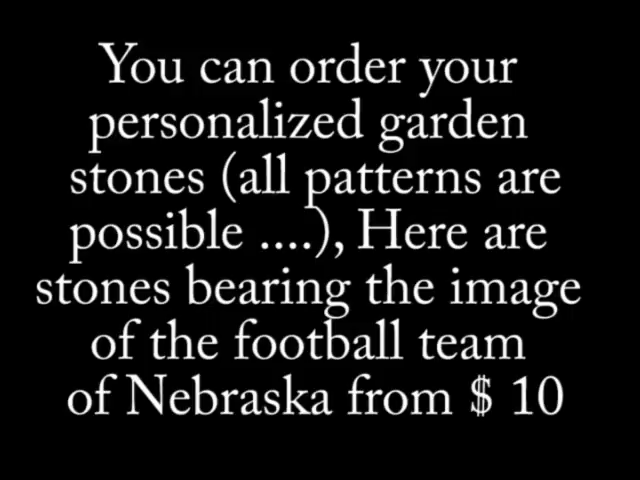 You can order your
personalized garden
stones (all patterns are
possible ....), Here are
stones bearing the image
of the football team
of Nebraska from $ 10